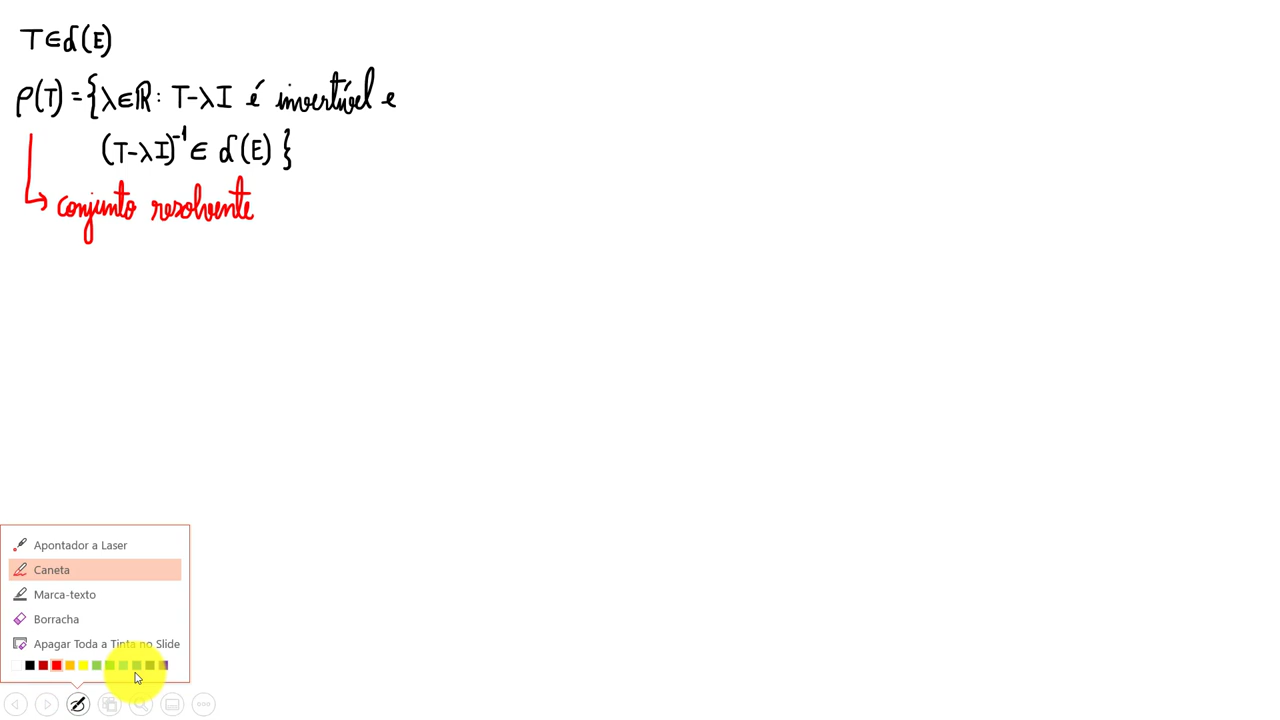 T∈ℒ(E)
ρ(T)={λ∈ℝ: T-λI é invertível e
(T-λI)⁻¹ ∈ ℒ(E)}
conjunto resolvente
Apontador a Laser
Caneta
Marca-texto
Borracha
Apagar Toda a Tinta no Slide